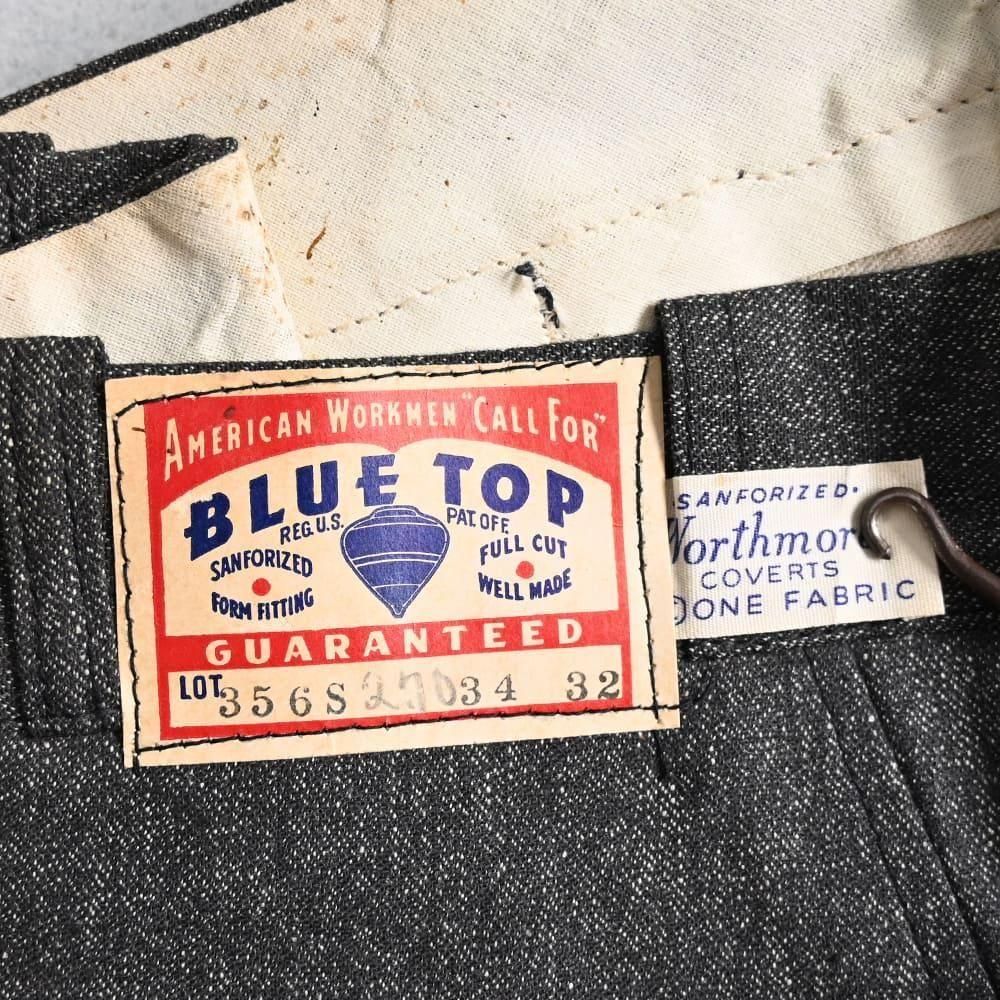 AMERICAN WORKMEN "CALL FOR"
BLUE TOP
REG. U.S. PAT. OFF.
SANFORIZED
FORM FITTING
FULL CUT
WELL MADE
GUARANTEED
LOT 356S 270 34 32
SANFORIZED.
COVERTS
ONE FABRIC